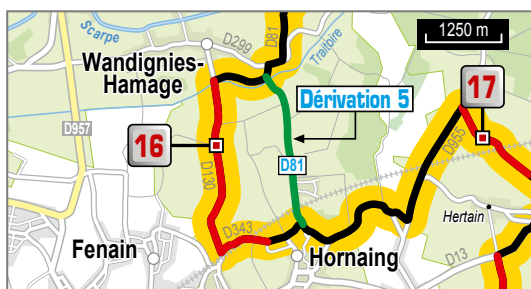 Scarpe
D299
D81
Traitoire
1250 m
Wandignies-
Hamage
D957
16
D130
Dérivation 5
D81
17
D955
D343
Hertain
Fenain
Hornaing
D13